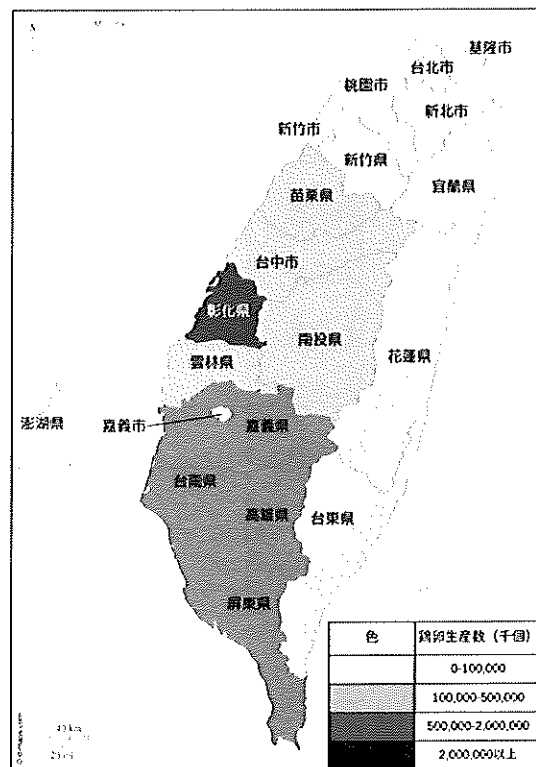 基隆市
台北市
桃園市
新北市
新竹市
新竹県
宜蘭県
苗栗県
台中市
彰化県
南投県
雲林県
花蓮県
澎湖県
嘉義市
嘉義県
台南県
高雄県
台東県
屏東県
色 鶏卵生産数（千個）
0-100,000
100,000-500,000
500,000-2,000,000
2,000,000以上